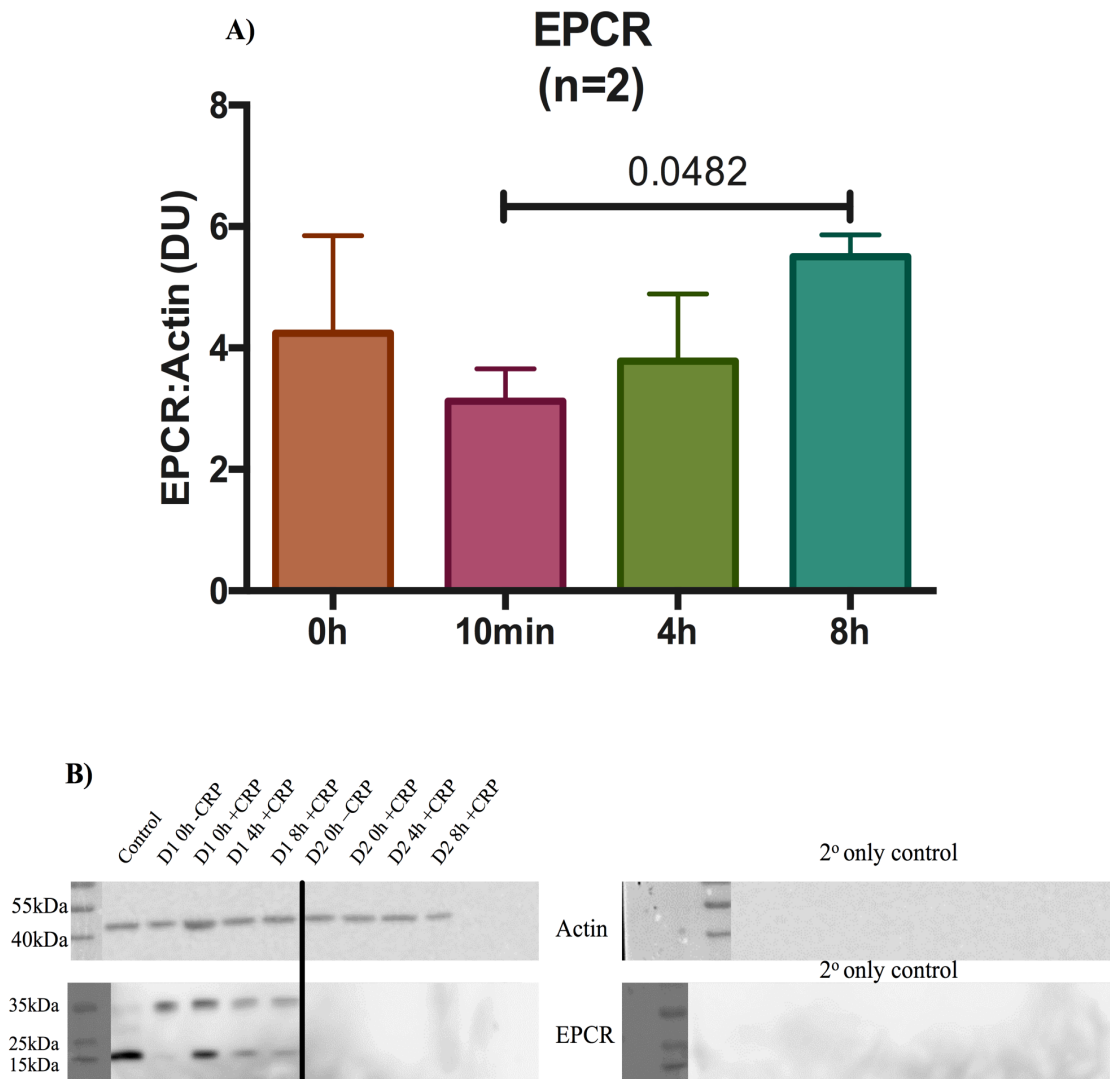 A)
EPCR
(n=2)
8
0.0482
6
4
2
0
EPCR:Actin (DU)
0h
10min
4h
8h
B)
Control
D1 0h -CRP
D1 0h +CRP
D1 4h +CRP
D1 8h +CRP
D2 0h –CRP
D2 0h +CRP
D2 4h +CRP
D2 8h +CRP
2º only control
55kDa
40kDa
Actin
2º only control
35kDa
25kDa
15kDa
EPCR